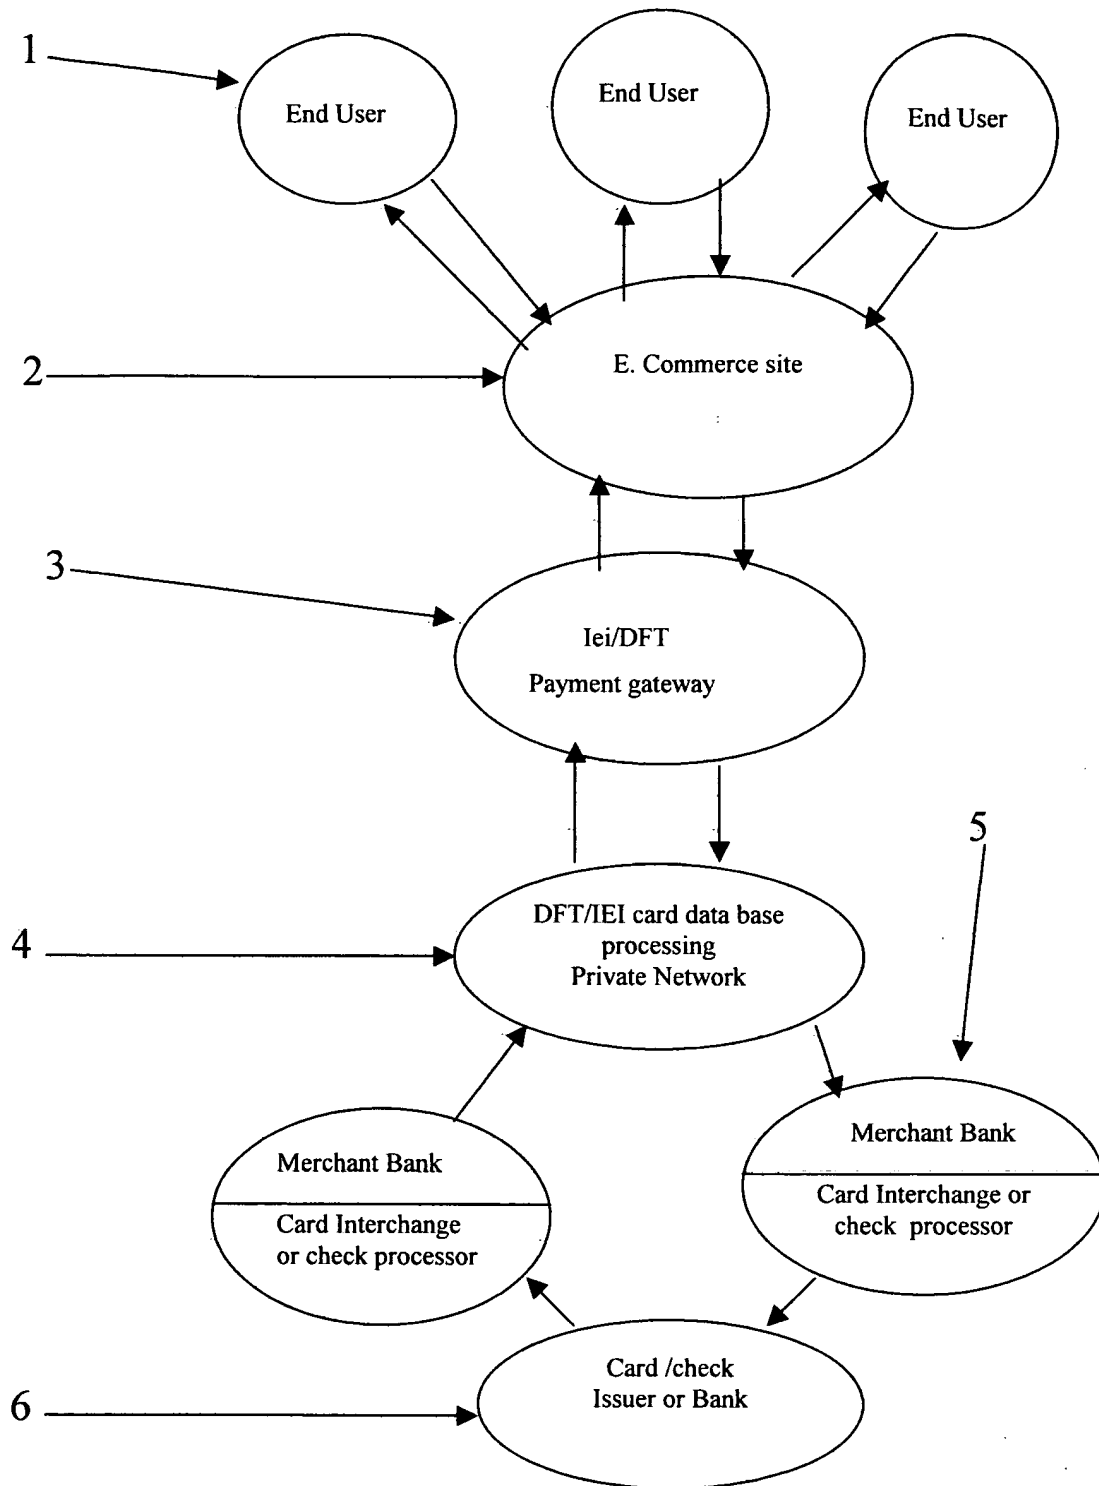 1
End User
End User
End User
2
E. Commerce site
3
Iei/DFT
Payment gateway
5
4
DFT/IEI card data base
processing
Private Network
Merchant Bank
Card Interchange or
check processor
Merchant Bank
Card Interchange
or check processor
6
Card /check
Issuer or Bank